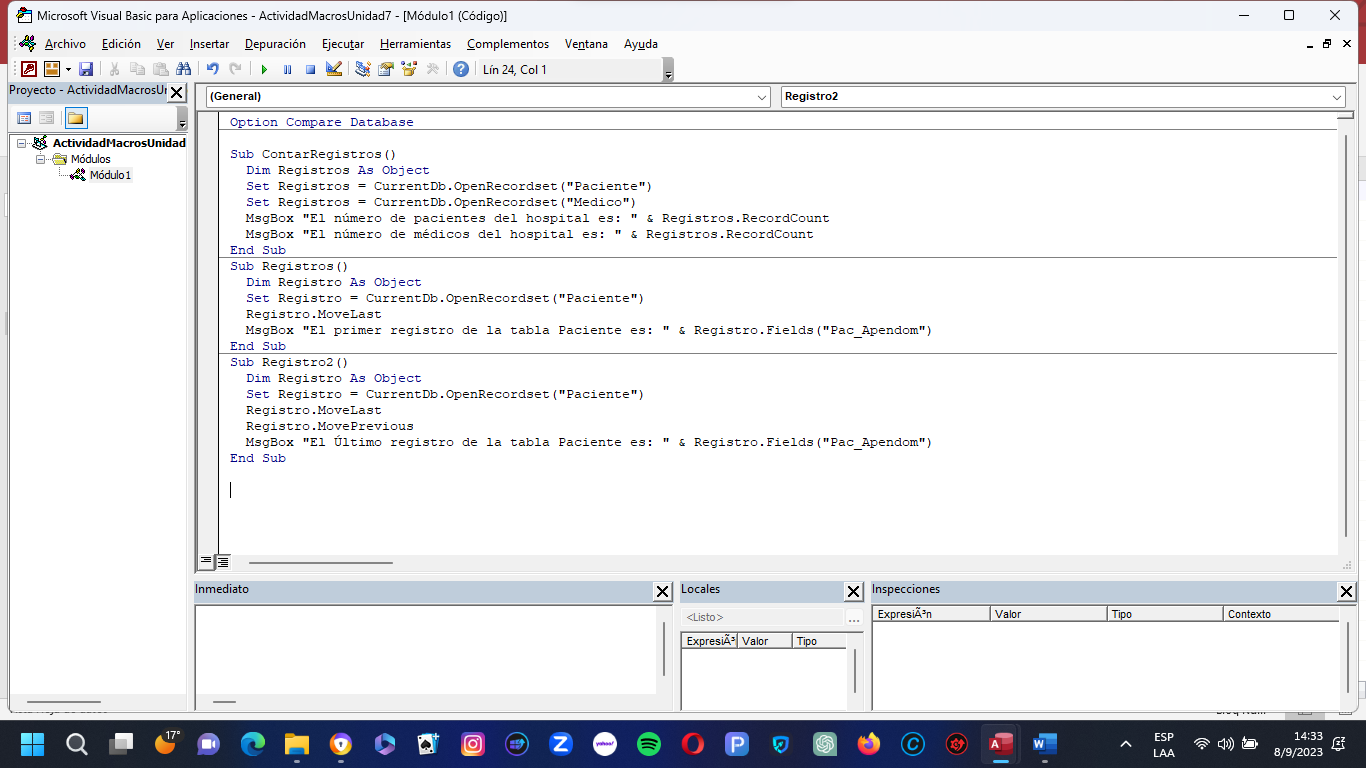 Microsoft Visual Basic para Aplicaciones - ActividadMacrosUnidad7 - [Módulo1 (Código)]
Archivo Edición Ver Insertar Depuración Ejecutar Herramientas Complementos Ventana Ayuda
Lín 24, Col 1
Proyecto - ActividadMacrosUn
(General)
Registro2
ActividadMacrosUnidad
Módulos
Módulo1
Option Compare Database
Sub ContarRegistros()
Dim Registros As Object
Set Registros = CurrentDb.OpenRecordset("Paciente")
Set Registros = CurrentDb.OpenRecordset("Medico")
MsgBox "El número de pacientes del hospital es: " & Registros.RecordCount
MsgBox "El número de médicos del hospital es: " & Registros.RecordCount
End Sub
Sub Registros()
Dim Registro As Object
Set Registro = CurrentDb.OpenRecordset("Paciente")
Registro.MoveLast
MsgBox "El primer registro de la tabla Paciente es: " & Registro.Fields("Pac_Apendom")
End Sub
Sub Registro2()
Dim Registro As Object
Set Registro = CurrentDb.OpenRecordset("Paciente")
Registro.MoveLast
Registro.MovePrevious
MsgBox "El Último registro de la tabla Paciente es: " & Registro.Fields("Pac_Apendom")
End Sub
Inmediato
Locales
<Listo>
...
ExpresiÃ³ Valor Tipo
Inspecciones
ExpresiÃ³n Valor Tipo Contexto
17°
yahoo!
ESP
LAA
14:33
8/9/2023